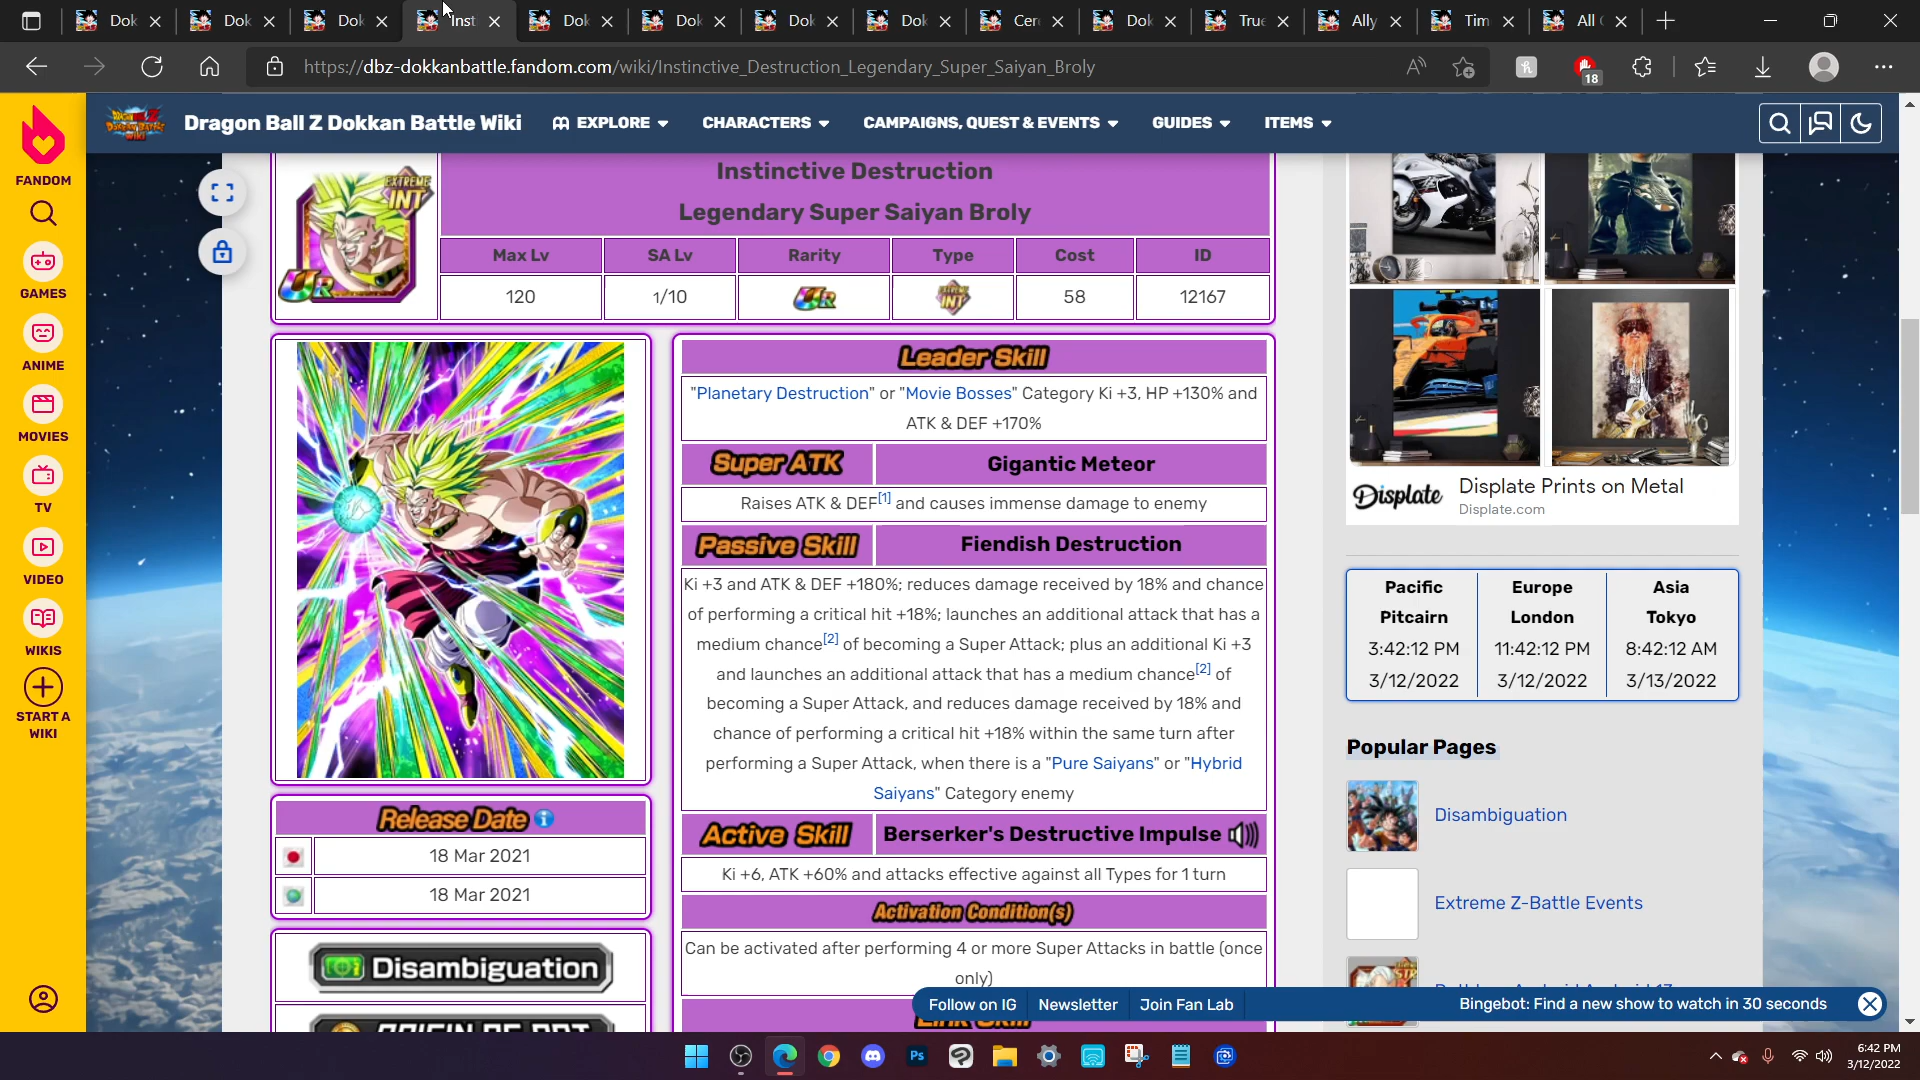 Dok
Dok
Dok
Inst
Dok
Dok
Dok
Dok
Cer
Dok
True
Ally
Tim
All
https://dbz-dokkanbattle.fandom.com/wiki/Instinctive_Destruction_Legendary_Super_Saiyan_Broly
18
Dragon Ball Z Dokkan Battle Wiki
EXPLORE
CHARACTERS
CAMPAIGNS, QUEST & EVENTS
GUIDES
ITEMS
FANDOM
GAMES
ANIME
MOVIES
TV
VIDEO
WIKIS
START A
WIKI
EXTREME
INT
UR
Instinctive Destruction
Legendary Super Saiyan Broly
Max Lv
SA Lv
Rarity
Type
Cost
ID
120
1/10
UR
EXTREME
INT
58
12167
Leader Skill
"Planetary Destruction" or "Movie Bosses" Category Ki +3, HP +130% and
ATK & DEF +170%
Super ATK
Gigantic Meteor
Raises ATK & DEF[1] and causes immense damage to enemy
Passive Skill
Fiendish Destruction
Ki +3 and ATK & DEF +180%; reduces damage received by 18% and chance
of performing a critical hit +18%; launches an additional attack that has a
medium chance[2] of becoming a Super Attack; plus an additional Ki +3
and launches an additional attack that has a medium chance[2] of
becoming a Super Attack, and reduces damage received by 18% and
chance of performing a critical hit +18% within the same turn after
performing a Super Attack, when there is a "Pure Saiyans" or "Hybrid
Saiyans" Category enemy
Active Skill
Berserker's Destructive Impulse
Ki +6, ATK +60% and attacks effective against all Types for 1 turn
Activation Condition(s)
Can be activated after performing 4 or more Super Attacks in battle (once
only)
Link Skill
Release Date
18 Mar 2021
18 Mar 2021
Disambiguation
Displate
Displate Prints on Metal
Displate.com
Pacific
Pitcairn
3:42:12 PM
3/12/2022
Europe
London
11:42:12 PM
3/12/2022
Asia
Tokyo
8:42:12 AM
3/13/2022
Popular Pages
Disambiguation
Extreme Z-Battle Events
STR
Follow on IG
Newsletter
Join Fan Lab
Bingebot: Find a new show to watch in 30 seconds
Ps
6:42 PM
3/12/2022